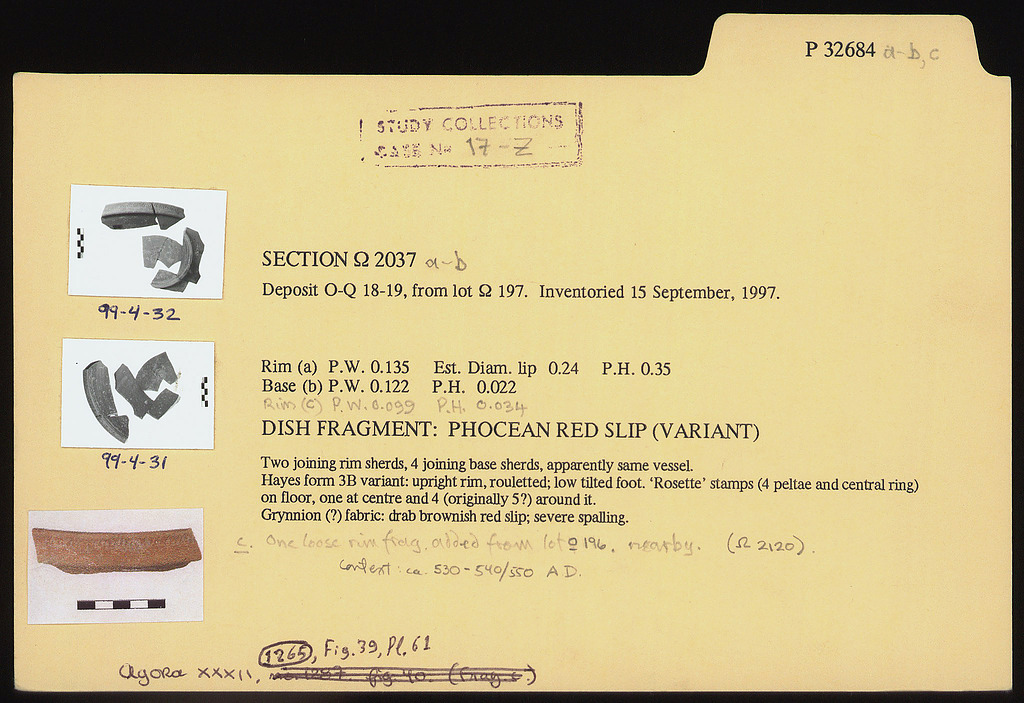 P 32684 a-b, c
STUDY COLLECTIONS
CASE No 17-Z
SECTION Ω 2037 a-b
Deposit O-Q 18-19, from lot Ω 197. Inventoried 15 September, 1997.
99-4-32
Rim (a) P.W. 0.135 Est. Diam. lip 0.24 P.H. 0.35
Base (b) P.W. 0.122 P.H. 0.022
Rim (c) P.W. 0.099 P.H. 0.034
DISH FRAGMENT: PHOCEAN RED SLIP (VARIANT)
99-4-31
Two joining rim sherds, 4 joining base sherds, apparently same vessel.
Hayes form 3B variant: upright rim, rouletted; low tilted foot. ‘Rosette’ stamps (4 peltae and central ring)
on floor, one at centre and 4 (originally 5?) around it.
Grynnion (?) fabric: drab brownish red slip; severe spalling.
c. One loose rim frag. added from lot Ω 196, nearby. (Ω 2120).
Context: ca. 530-540/550 A D.
1265, Fig. 39, Pl. 61
Agora XXXII, no. 1287 fig 40. (Frag c.)